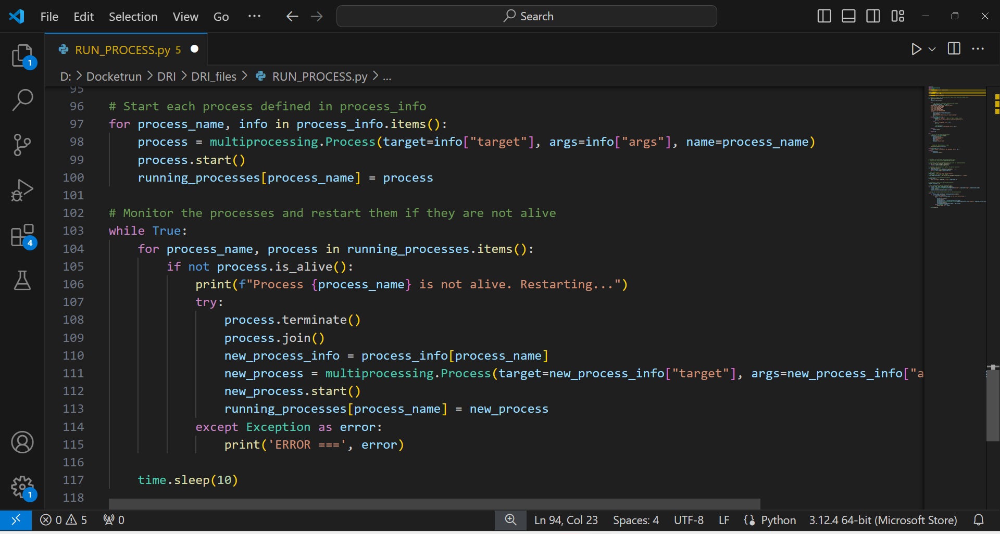 File Edit Selection View Go ··· Search
RUN_PROCESS.py 5
D: > Docketrun > DRI > DRI_files > RUN_PROCESS.py > ...
95
96 # Start each process defined in process_info
97 for process_name, info in process_info.items():
98 process = multiprocessing.Process(target=info["target"], args=info["args"], name=process_name)
99 process.start()
100 running_processes[process_name] = process
101
102 # Monitor the processes and restart them if they are not alive
103 while True:
104 for process_name, process in running_processes.items():
105 if not process.is_alive():
106 print(f"Process {process_name} is not alive. Restarting...")
107 try:
108 process.terminate()
109 process.join()
110 new_process_info = process_info[process_name]
111 new_process = multiprocessing.Process(target=new_process_info["target"], args=new_process_info["a
112 new_process.start()
113 running_processes[process_name] = new_process
114 except Exception as error:
115 print('ERROR ===', error)
116
117 time.sleep(10)
118
1
4
1
0 5 0 Ln 94, Col 23 Spaces: 4 UTF-8 LF Python 3.12.4 64-bit (Microsoft Store)